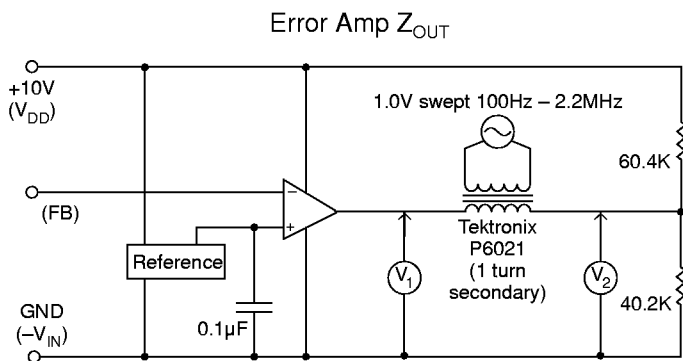 Error Amp Z_OUT
+10V
(V_DD)
1.0V swept 100Hz – 2.2MHz
60.4K
(FB)
−
+
Tektronix
P6021
(1 turn
secondary)
Reference
V_1
V_2
40.2K
GND
(–V_IN)
0.1µF